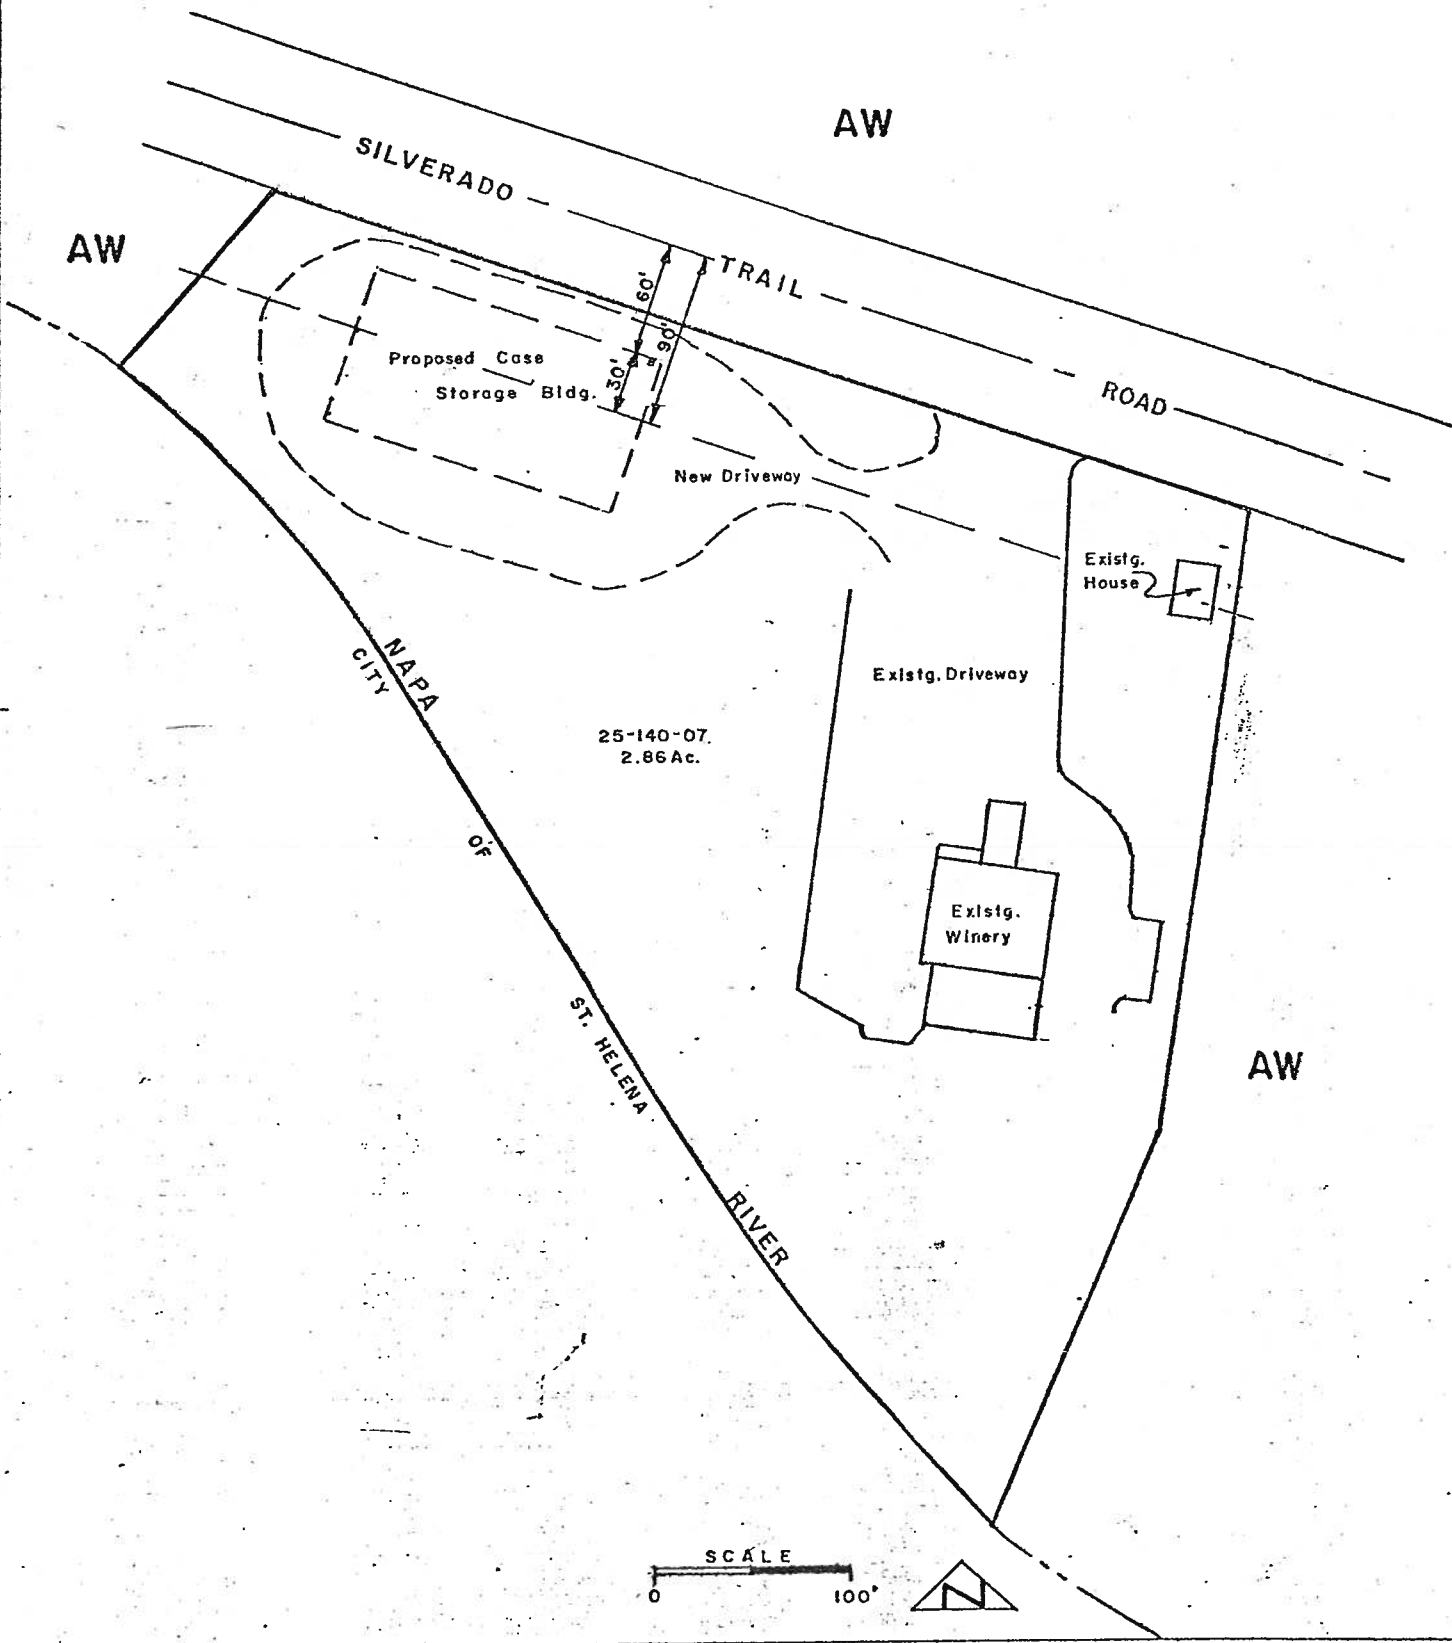 AW
SILVERADO TRAIL ROAD
AW
60'
90'
30'
Proposed Case
Storage Bldg.
New Driveway
Existg.
House
Existg. Driveway
NAPA RIVER
CITY OF ST. HELENA
25-140-07
2.86 Ac.
Existg.
Winery
AW
SCALE
0 100'
N